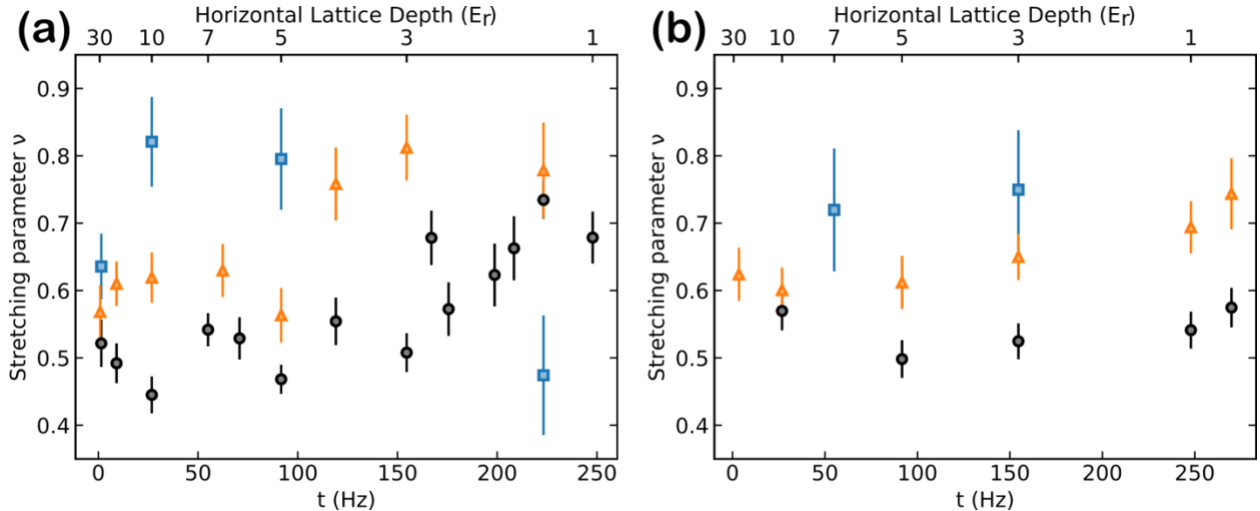 (a)
Horizontal Lattice Depth (Er)
30 10 7 5 3 1
Stretching parameter ν
0.9
0.8
0.7
0.6
0.5
0.4
0 50 100 150 200 250
t (Hz)
(b)
Horizontal Lattice Depth (Er)
30 10 7 5 3 1
Stretching parameter ν
0.9
0.8
0.7
0.6
0.5
0.4
0 50 100 150 200 250
t (Hz)